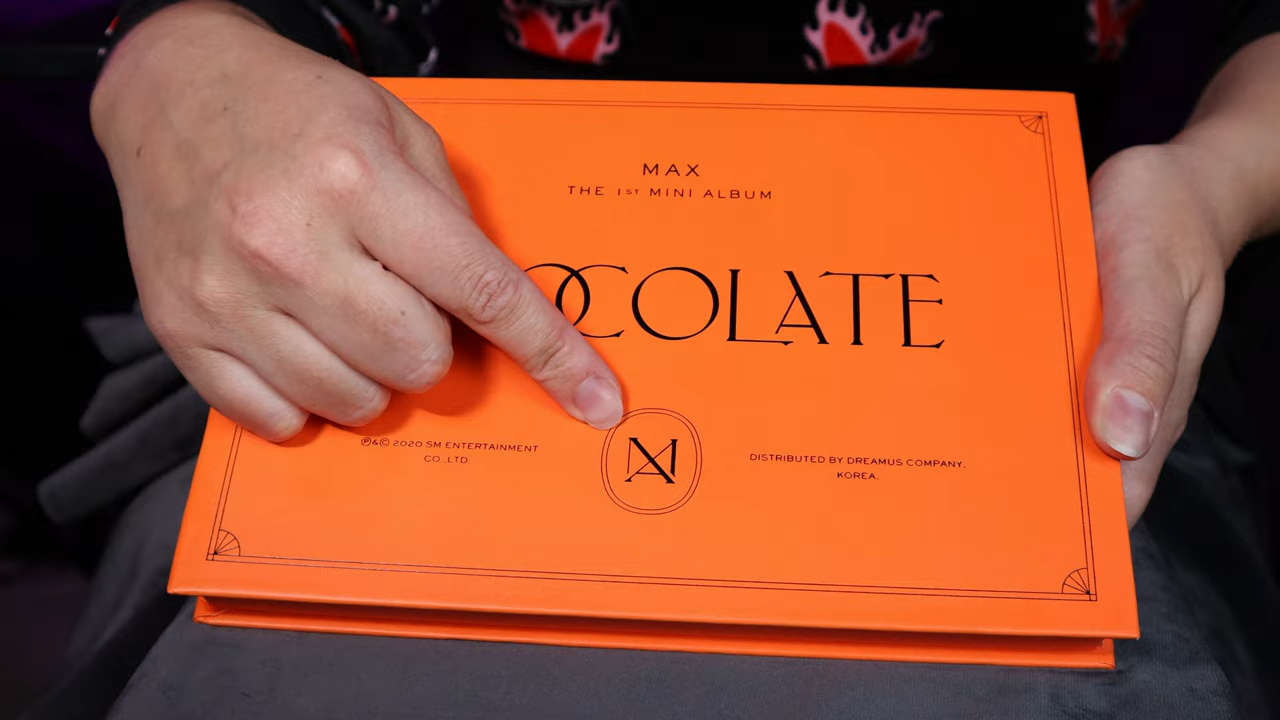 MAX
THE 1ST MINI ALBUM
OCOLATE
℗&© 2020 SM ENTERTAINMENT
CO.,LTD.
DISTRIBUTED BY DREAMUS COMPANY,
KOREA.